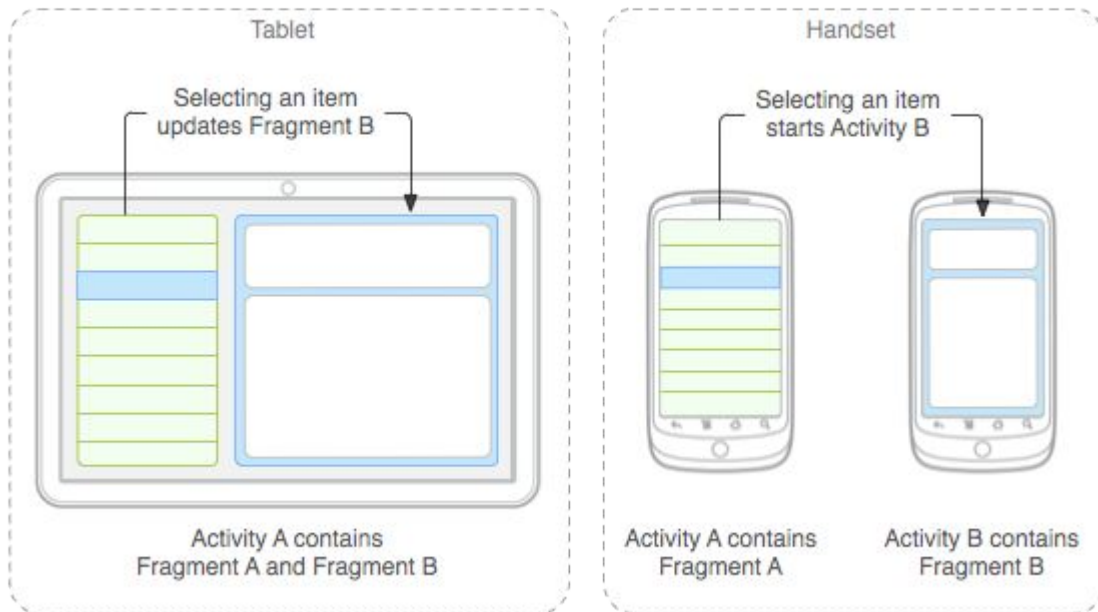 Tablet
Selecting an item
updates Fragment B
Activity A contains
Fragment A and Fragment B
Handset
Selecting an item
starts Activity B
Activity A contains
Fragment A
Activity B contains
Fragment B